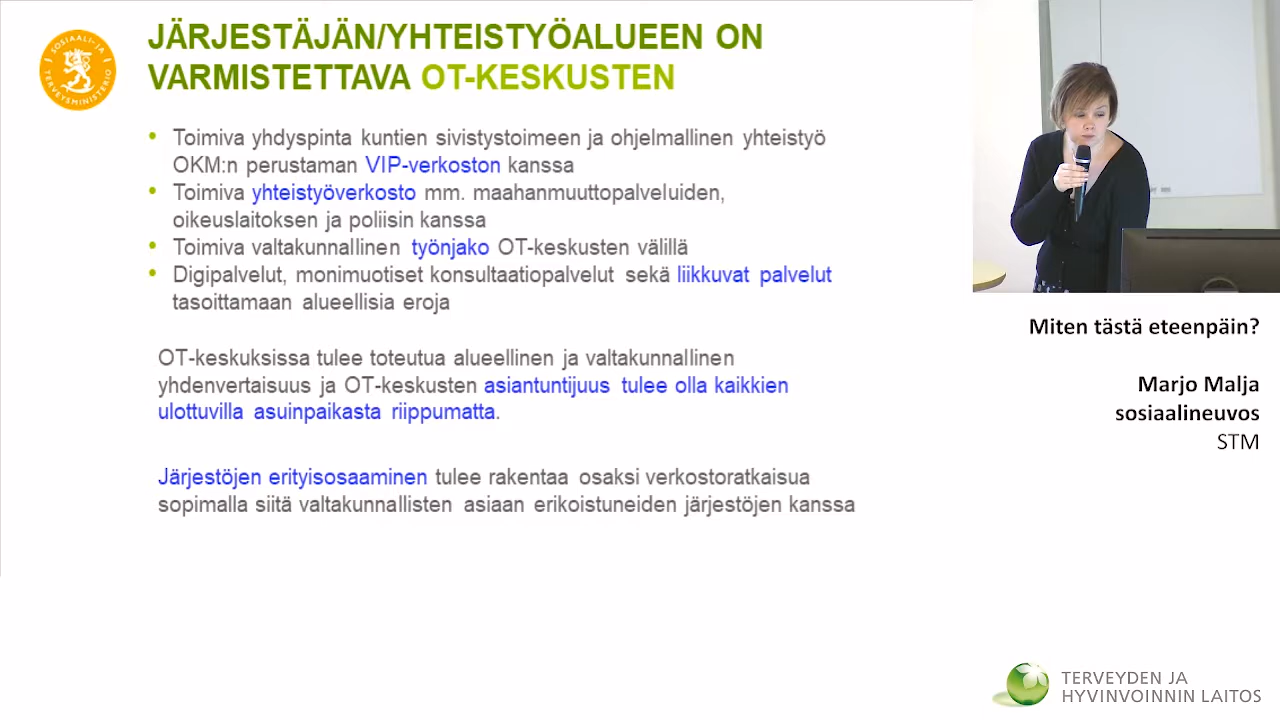 SOSIAALI- JA
TERVEYSMINISTERIÖ
JÄRJESTÄJÄN/YHTEISTYÖALUEEN ON
VARMISTETTAVA OT-KESKUSTEN
• Toimiva yhdyspinta kuntien sivistystoimeen ja ohjelmallinen yhteistyö
OKM:n perustaman VIP-verkoston kanssa
• Toimiva yhteistyöverkosto mm. maahanmuuttopalveluiden,
oikeuslaitoksen ja poliisin kanssa
• Toimiva valtakunnallinen työnjako OT-keskusten välillä
• Digipalvelut, monimuotiset konsultaatiopalvelut sekä liikkuvat palvelut
tasoittamaan alueellisia eroja
OT-keskuksissa tulee toteutua alueellinen ja valtakunnallinen
yhdenvertaisuus ja OT-keskusten asiantuntijuus tulee olla kaikkien
ulottuvilla asuinpaikasta riippumatta.
Järjestöjen erityisosaaminen tulee rakentaa osaksi verkostoratkaisua
sopimalla siitä valtakunnallisten asiaan erikoistuneiden järjestöjen kanssa
Miten tästä eteenpäin?
Marjo Malja
sosiaalineuvos
STM
TERVEYDEN JA
HYVINVOINNIN LAITOS